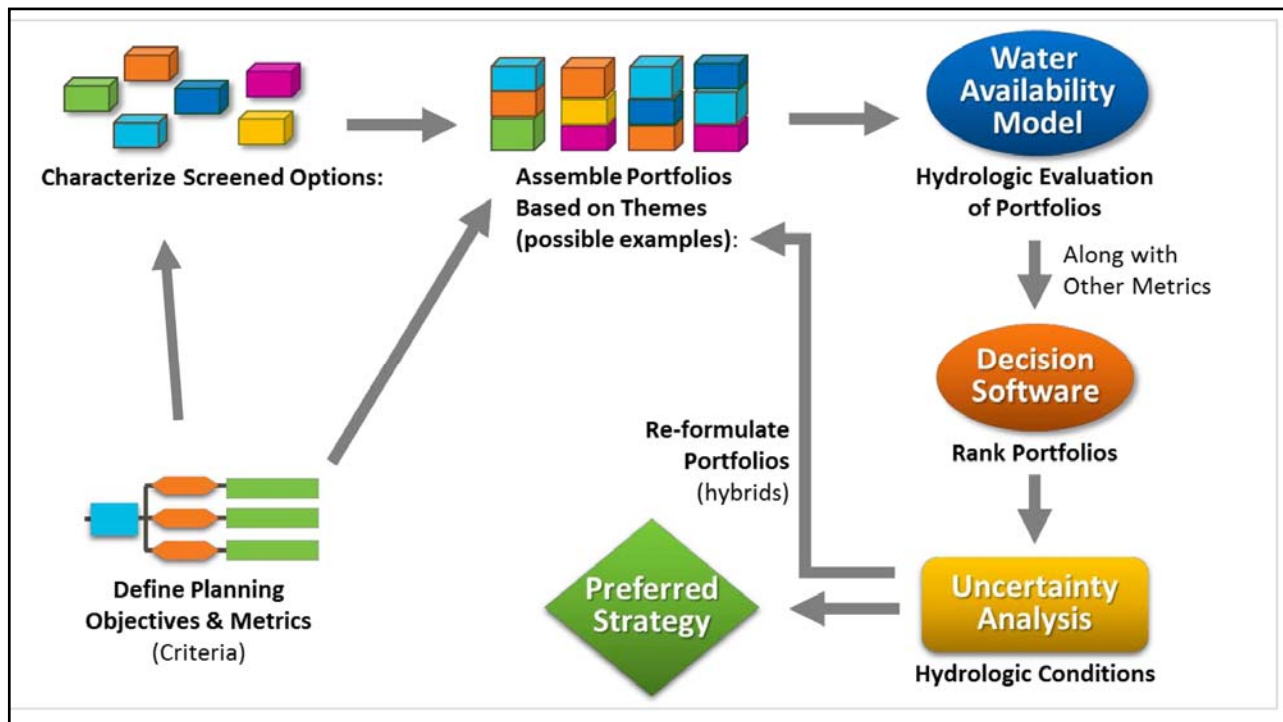 Characterize Screened Options:
Assemble Portfolios
Based on Themes
(possible examples):
Water
Availability
Model
Hydrologic Evaluation
of Portfolios
Along with
Other Metrics
Decision
Software
Rank Portfolios
Re-formulate
Portfolios
(hybrids)
Define Planning
Objectives & Metrics
(Criteria)
Preferred
Strategy
Uncertainty
Analysis
Hydrologic Conditions